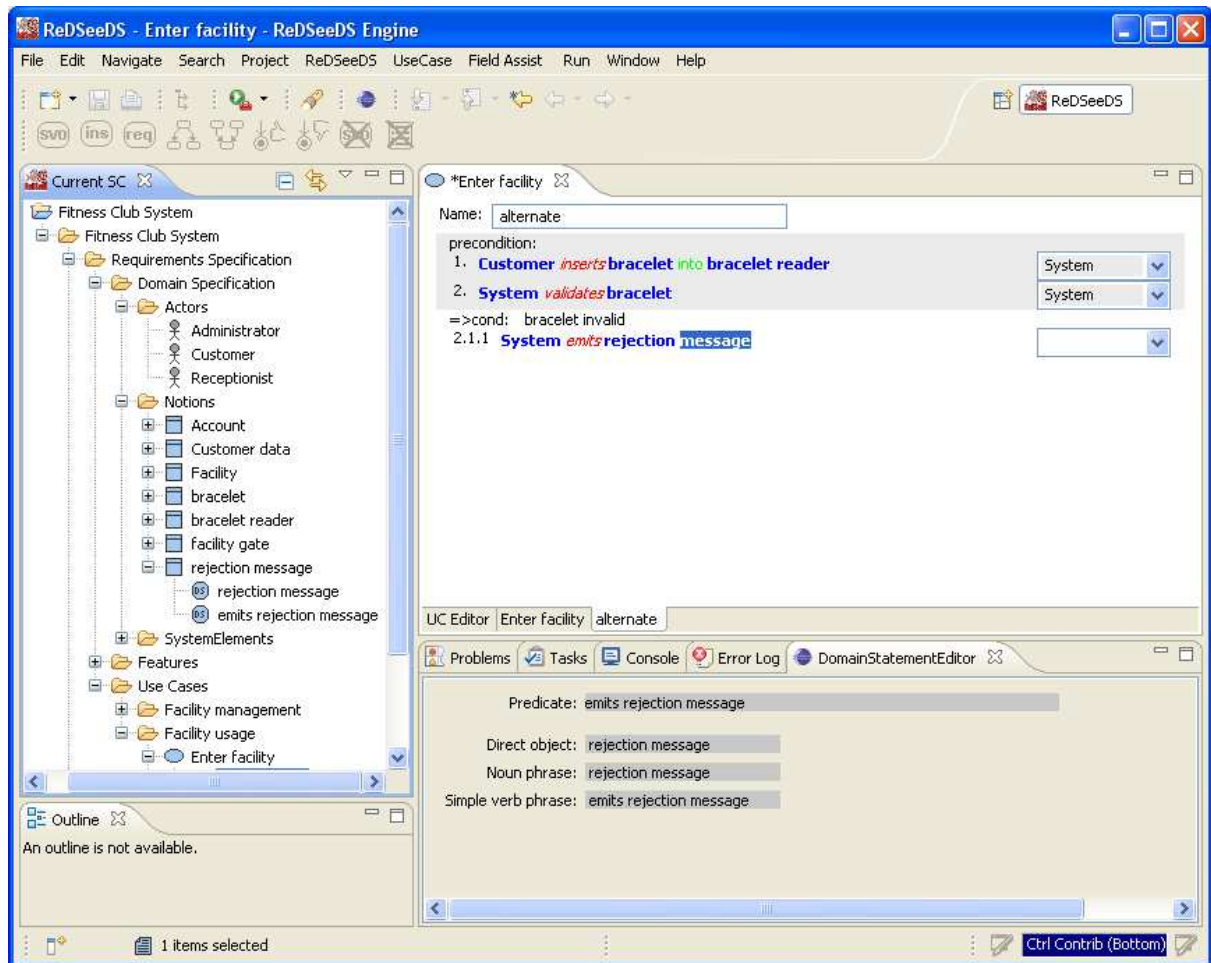 ReDSeeDS - Enter facility - ReDSeeDS Engine
File Edit Navigate Search Project ReDSeeDS UseCase Field Assist Run Window Help
ReDSeeDS
svo ins req svo
Current SC
Fitness Club System
Fitness Club System
Requirements Specification
Domain Specification
Actors
Administrator
Customer
Receptionist
Notions
Account
Customer data
Facility
bracelet
bracelet reader
facility gate
rejection message
DS rejection message
DS emits rejection message
SystemElements
Features
Use Cases
Facility management
Facility usage
Enter facility
Outline
An outline is not available.
*Enter facility
Name: alternate
precondition:
1. Customer inserts bracelet into bracelet reader System
2. System validates bracelet System
=>cond: bracelet invalid
2.1.1 System emits rejection message
UC Editor Enter facility alternate
Problems Tasks Console Error Log DomainStatementEditor
Predicate: emits rejection message
Direct object: rejection message
Noun phrase: rejection message
Simple verb phrase: emits rejection message
1 items selected
Ctrl Contrib (Bottom)